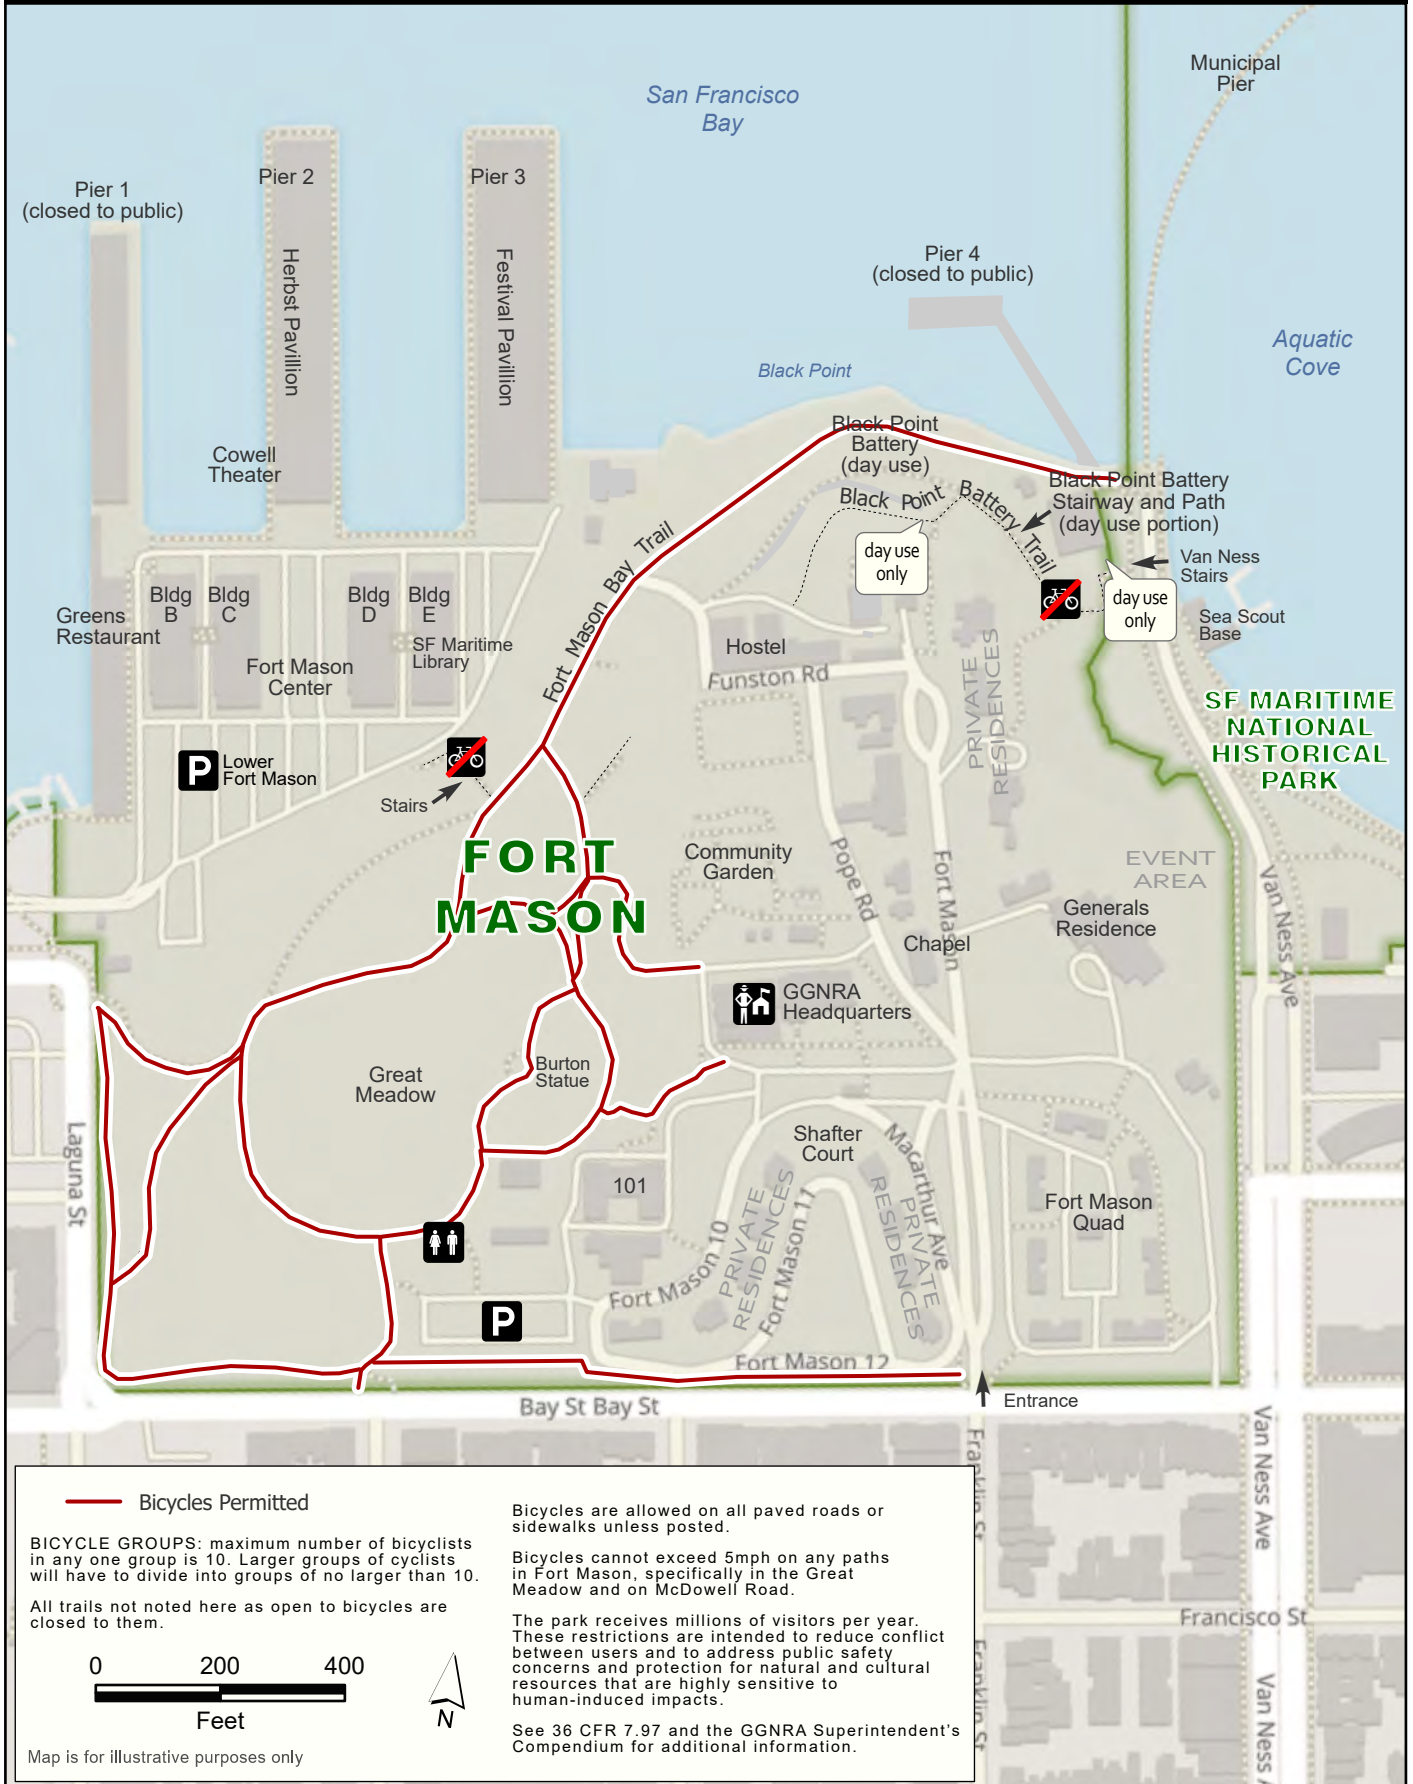 San Francisco
Bay
Municipal
Pier
Pier 1
(closed to public)
Pier 2
Pier 3
Herbst Pavillion
Festival Pavillion
Pier 4
(closed to public)
Aquatic
Cove
Black Point
Cowell
Theater
Black Point
Battery
(day use)
Black Point Battery Trail
Black Point Battery
Stairway and Path
(day use portion)
day use
only
Van Ness
Stairs
day use
only
Sea Scout
Base
Fort Mason Bay Trail
Greens
Restaurant
Bldg
B
Bldg
C
Bldg
D
Bldg
E
SF Maritime
Library
Fort Mason
Center
Hostel
Funston Rd
PRIVATE
RESIDENCES
SF MARITIME
NATIONAL
HISTORICAL
PARK
P
Lower
Fort Mason
Stairs
FORT
MASON
Community
Garden
Pope Rd
Fort Mason
EVENT
AREA
Generals
Residence
Chapel
Van Ness Ave
GGNRA
Headquarters
Great
Meadow
Burton
Statue
Laguna St
101
Shafter
Court
Macarthur Ave
PRIVATE
RESIDENCES
PRIVATE
RESIDENCES
Fort Mason 10
Fort Mason 11
Fort Mason
Quad
P
Fort Mason 12
Entrance
Bay St Bay St
Franklin St
Van Ness Ave
Francisco St
Franklin St
Van Ness
Bicycles Permitted
BICYCLE GROUPS: maximum number of bicyclists
in any one group is 10. Larger groups of cyclists
will have to divide into groups of no larger than 10.
All trails not noted here as open to bicycles are
closed to them.
0 200 400
Feet
N
Map is for illustrative purposes only
Bicycles are allowed on all paved roads or
sidewalks unless posted.
Bicycles cannot exceed 5mph on any paths
in Fort Mason, specifically in the Great
Meadow and on McDowell Road.
The park receives millions of visitors per year.
These restrictions are intended to reduce conflict
between users and to address public safety
concerns and protection for natural and cultural
resources that are highly sensitive to
human-induced impacts.
See 36 CFR 7.97 and the GGNRA Superintendent's
Compendium for additional information.